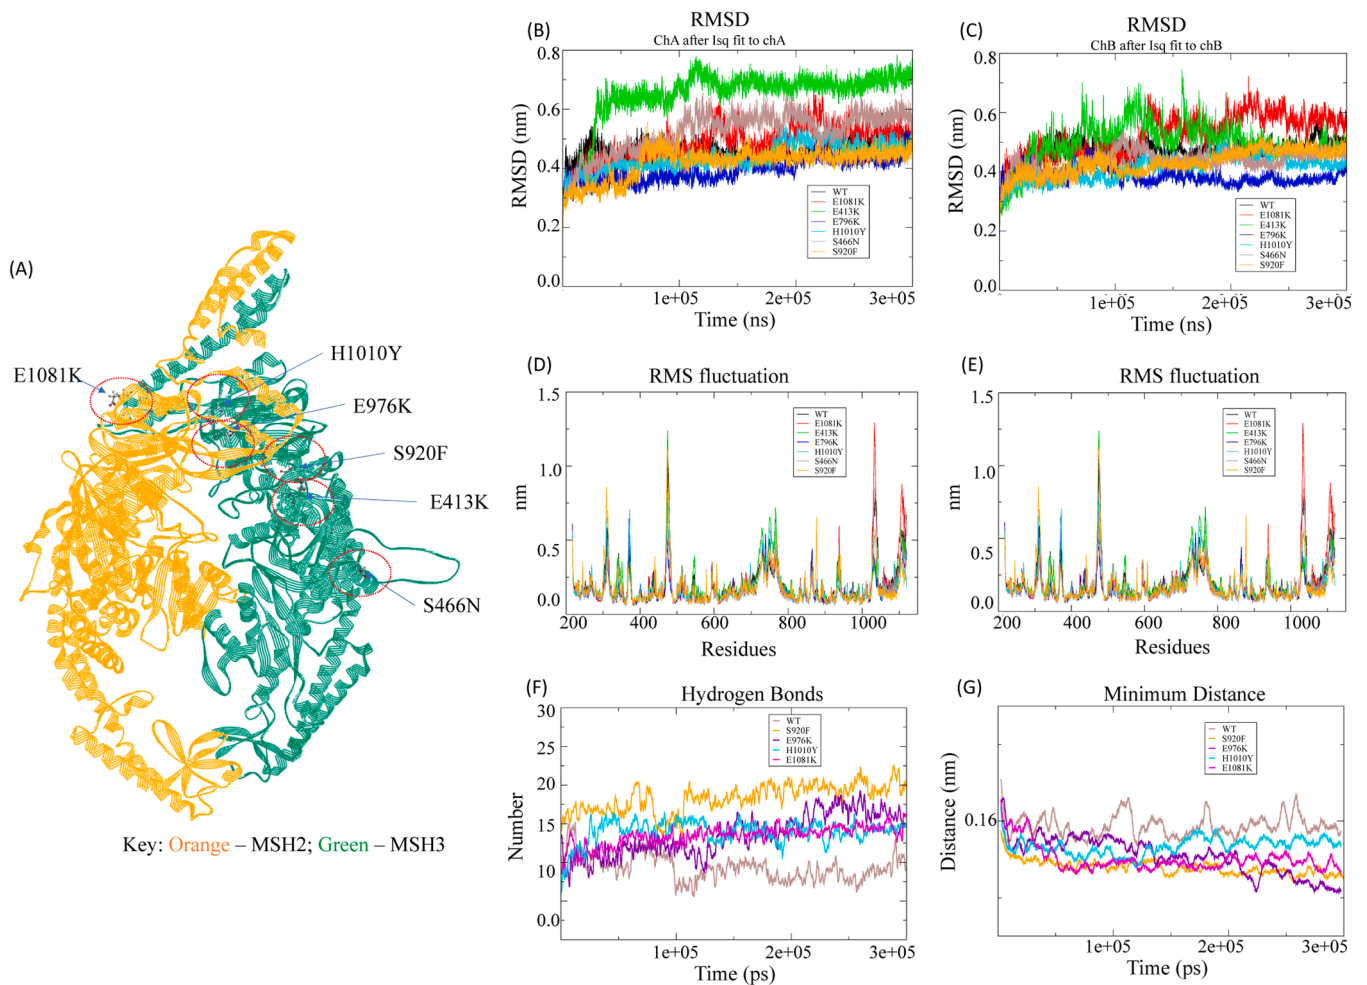 (A)
E1081K
H1010Y
E976K
S920F
E413K
S466N
Key: Orange – MSH2; Green – MSH3
(B)
RMSD
ChA after lsq fit to chA
RMSD (nm)
0.8
0.6
0.4
0.2
0.0
WT
E1081K
E413K
E796K
H1010Y
S466N
S920F
1e+05
2e+05
3e+05
Time (ns)
(C)
RMSD
ChB after lsq fit to chB
RMSD (nm)
0.8
0.6
0.4
0.2
0.0
WT
E1081K
E413K
E796K
H1010Y
S466N
S920F
1e+05
2e+05
3e+05
Time (ns)
(D)
RMS fluctuation
nm
1.0
0.5
0.0
WT
E1081K
E413K
E796K
H1010Y
S466N
S920F
200
400
600
800
1000
Residues
(E)
RMS fluctuation
nm
1.5
1.0
0.5
0.0
WT
E1081K
E413K
E796K
H1010Y
S466N
S920F
200
400
600
800
1000
Residues
(F)
Hydrogen Bonds
Number
30
25
20
15
10
0.0
WT
S920F
E976K
H1010Y
E1081K
1e+05
2e+05
3e+05
Time (ps)
(G)
Minimum Distance
Distance (nm)
0.16
WT
S920F
E976K
H1010Y
E1081K
1e+05
2e+05
3e+05
Time (ps)